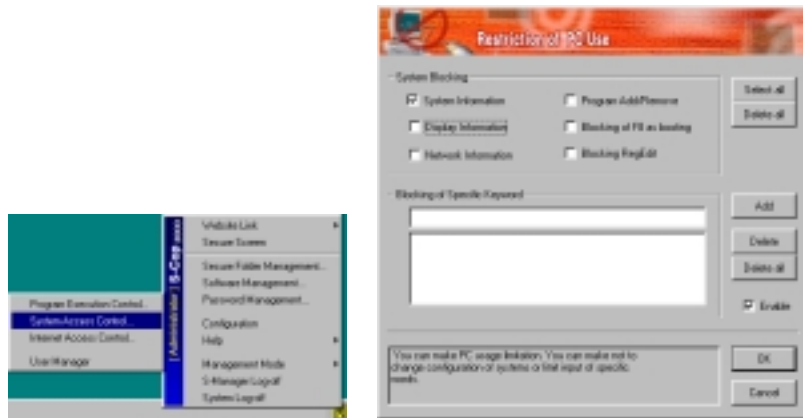 Website Link
Secure Screen
Secure Folder Management...
Software Management...
Password Management...
Configuration
Help
Management Mode
S-Manager Logoff
System Logoff
[Administrator] S-Cop
Program Execution Control...
System Access Control...
Internet Access Control...
User Manager
Restriction of PC Use
System Blocking
System Information
Program Add/Remove
Display Information
Blocking of F8 as booting
Network Information
Blocking RegEdit
Select all
Delete all
Blocking of Specific Keyword
Add
Delete
Delete all
Enable
You can make PC usage limitation. You can make not to
change configuration of systems or limit input of specific
needs.
OK
Cancel